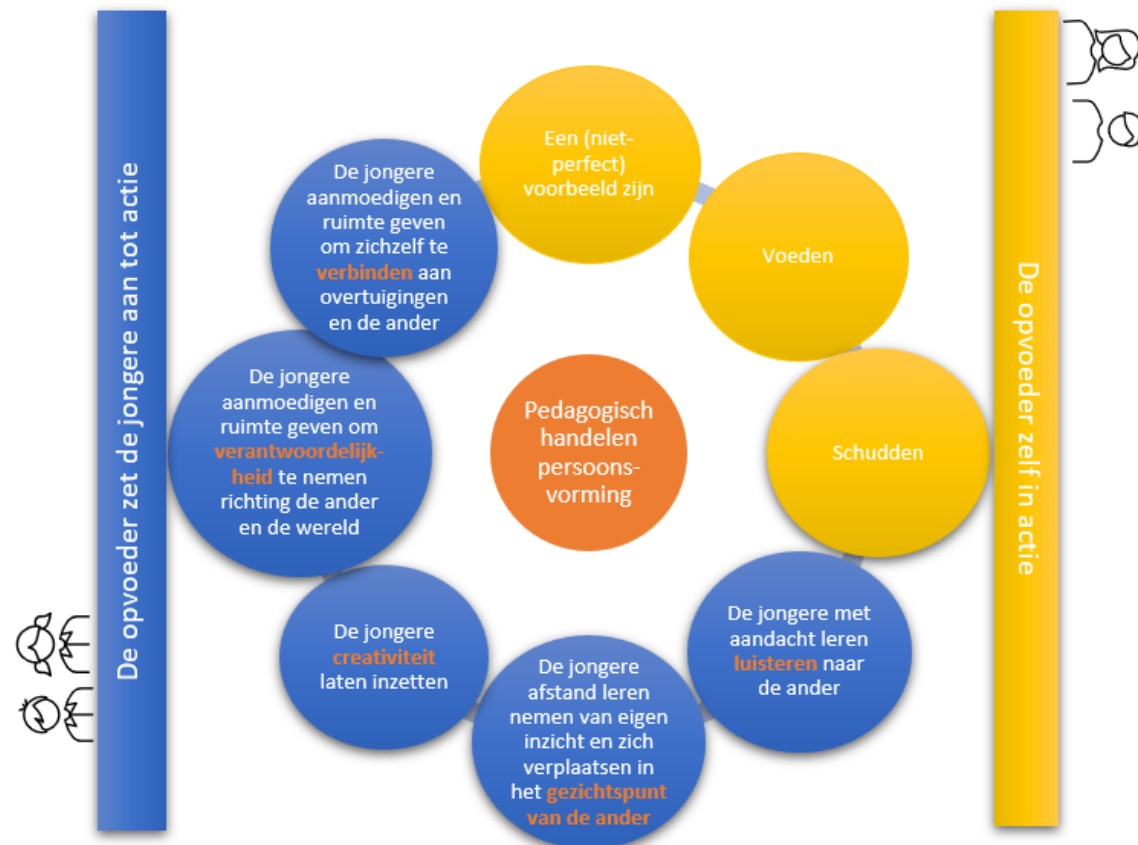 De opvoeder zet de jongere aan tot actie
Een (niet-
perfect)
voorbeeld zijn
Voeden
Schudden
De jongere met
aandacht leren
luisteren naar
de ander
De jongere
afstand leren
nemen van eigen
inzicht en zich
verplaatsen in
het gezichtspunt
van de ander
De jongere
creativiteit
laten inzetten
De jongere
aanmoedigen en
ruimte geven om
verantwoordelijk-
heid te nemen
richting de ander
en de wereld
De jongere
aanmoedigen en
ruimte geven
om zichzelf te
verbinden aan
overtuigingen
en de ander
Pedagogisch
handelen
persoons-
vorming
De opvoeder zelf in actie